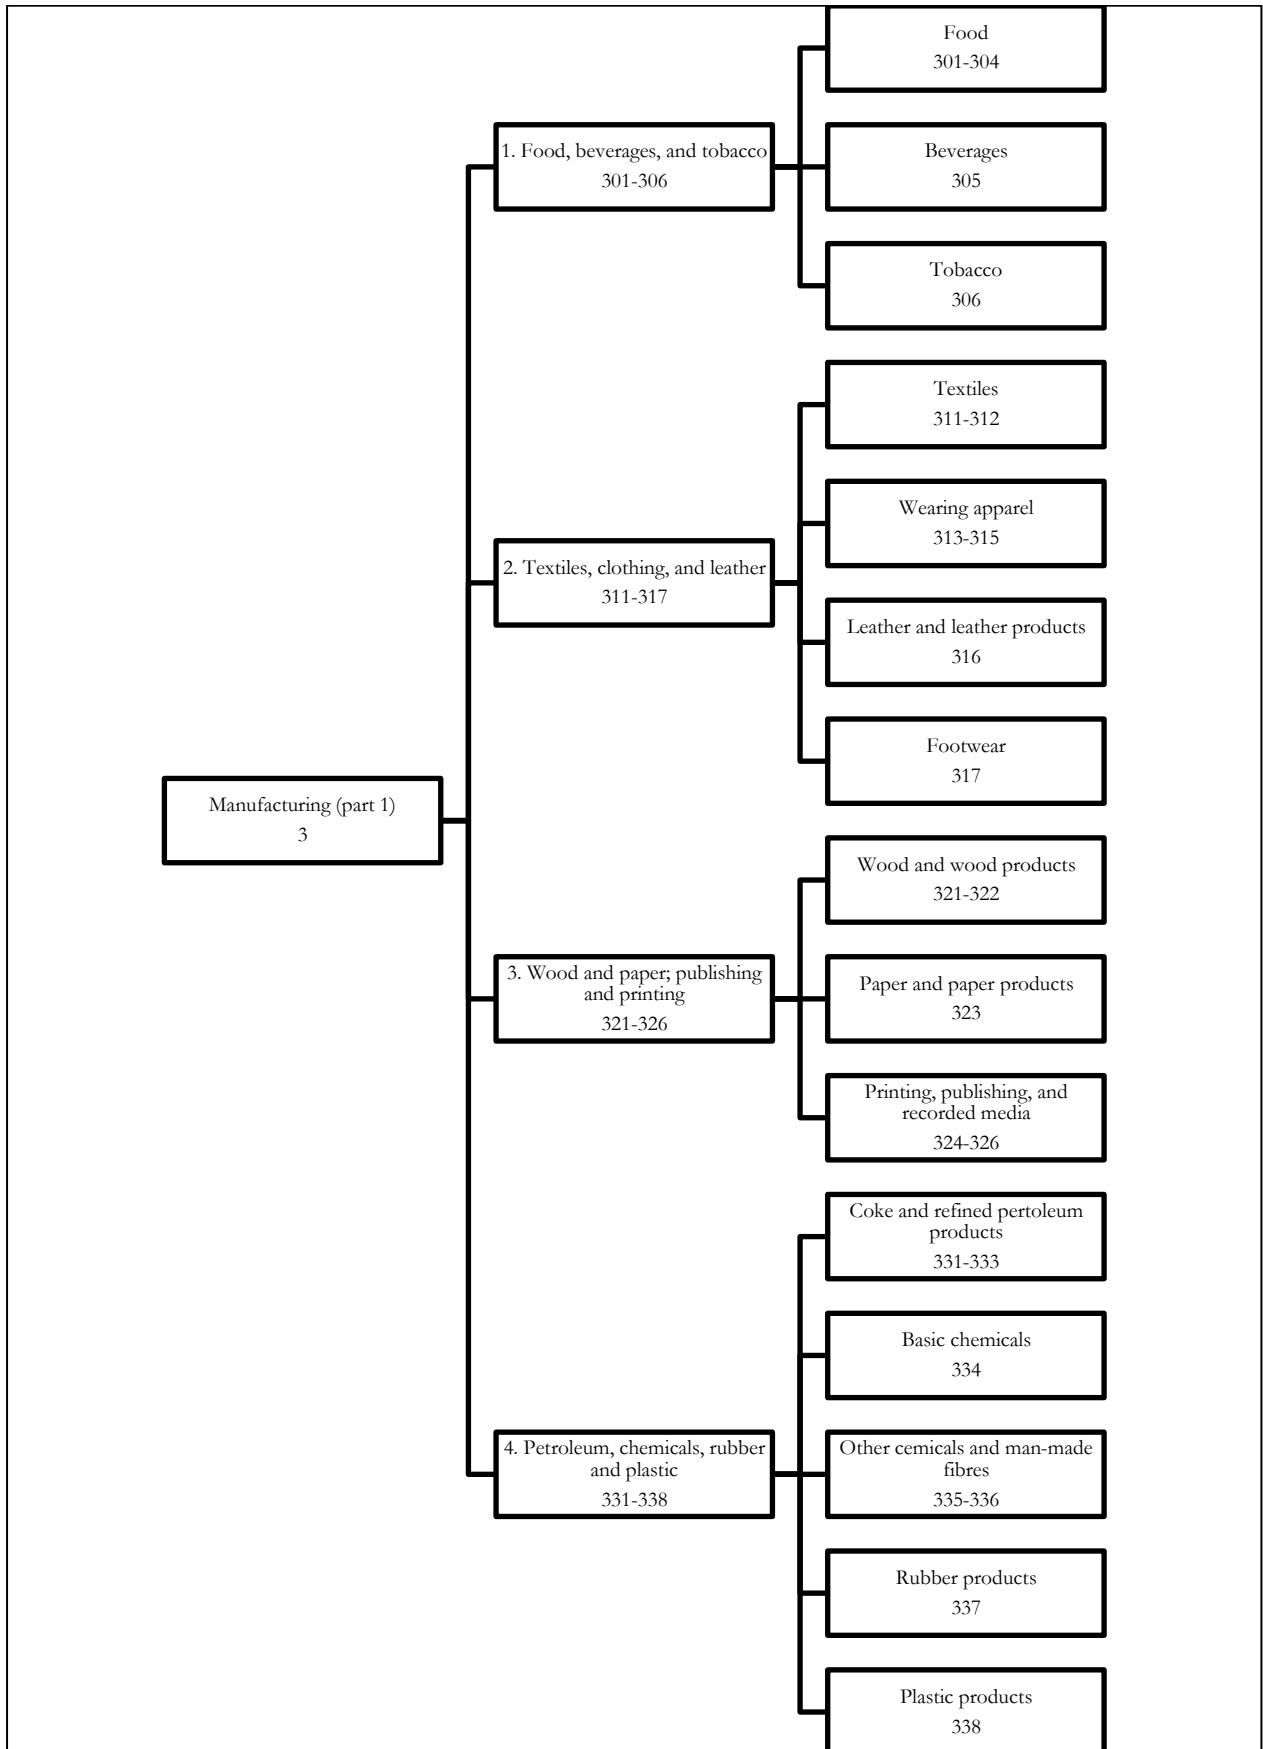 Food
301-304
1. Food, beverages, and tobacco
301-306
Beverages
305
Tobacco
306
Textiles
311-312
Wearing apparel
313-315
2. Textiles, clothing, and leather
311-317
Leather and leather products
316
Footwear
317
Manufacturing (part 1)
3
Wood and wood products
321-322
3. Wood and paper; publishing
and printing
321-326
Paper and paper products
323
Printing, publishing, and
recorded media
324-326
Coke and refined pertoleum
products
331-333
Basic chemicals
334
4. Petroleum, chemicals, rubber
and plastic
331-338
Other cemicals and man-made
fibres
335-336
Rubber products
337
Plastic products
338